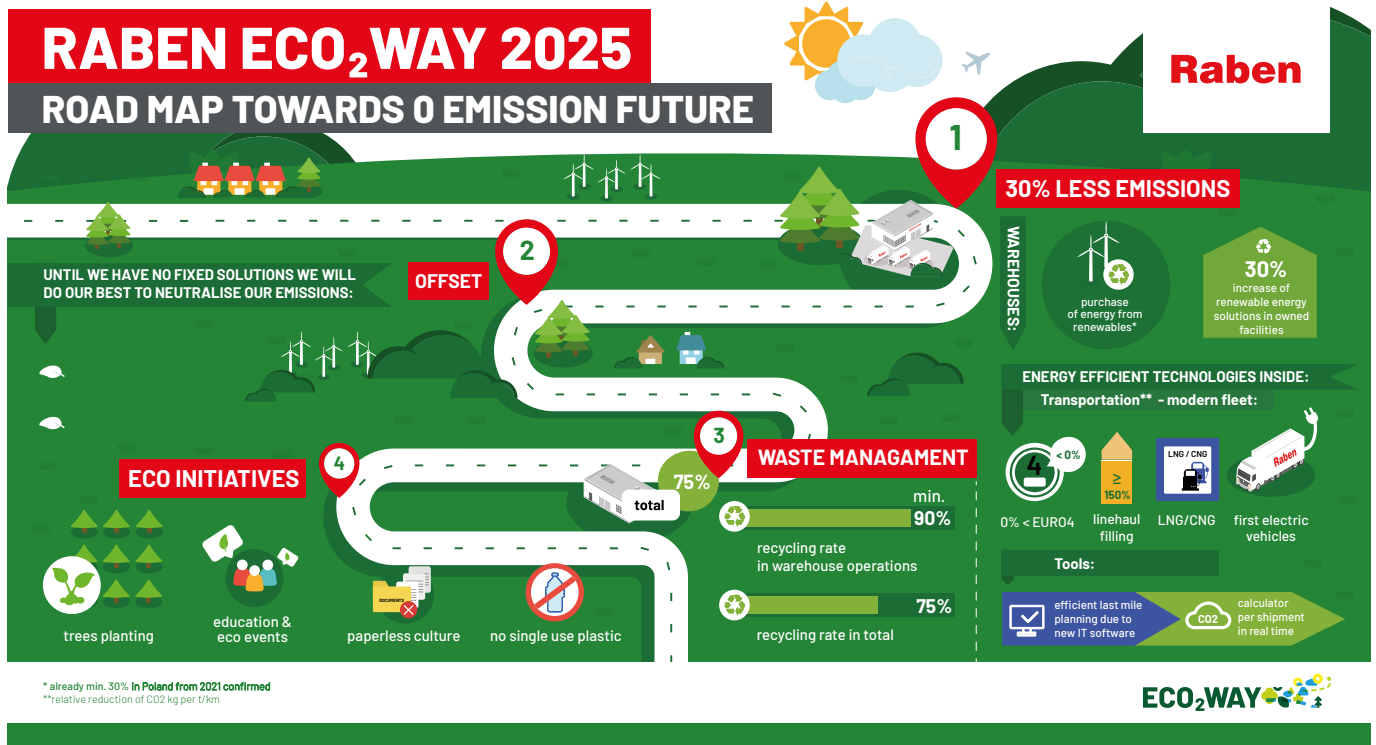 RABEN ECO₂WAY 2025
ROAD MAP TOWARDS 0 EMISSION FUTURE
Raben
1
30% LESS EMISSIONS
WAREHOUSES:
purchase
of energy from
renewables*
30%
increase of
renewable energy
solutions in owned
facilities
ENERGY EFFICIENT TECHNOLOGIES INSIDE:
Transportation** - modern fleet:
4
<0%
0% < EURO4
≥
150%
linehaul
filling
LNG / CNG
LNG/CNG
Raben
first electric
vehicles
Tools:
efficient last mile
planning due to
new IT software
CO2
calculator
per shipment
in real time
2
OFFSET
UNTIL WE HAVE NO FIXED SOLUTIONS WE WILL
DO OUR BEST TO NEUTRALISE OUR EMISSIONS:
3
WASTE MANAGAMENT
75%
total
min.
90%
recycling rate
in warehouse operations
75%
recycling rate in total
4
ECO INITIATIVES
trees planting
education &
eco events
DOCUMENTS
paperless culture
no single use plastic
* already min. 30% in Poland from 2021 confirmed
**relative reduction of CO2 kg per t/km
ECO₂WAY